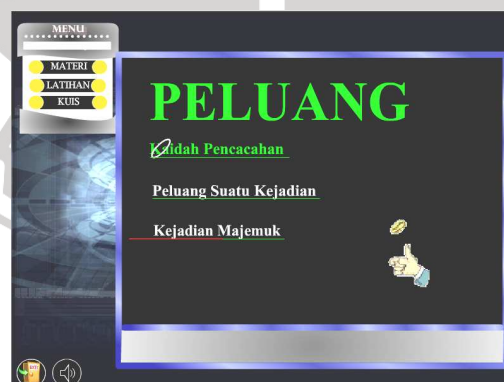 MENU
MATERI
LATIHAN
KUIS
PELUANG
Kaidah Pencacahan
Peluang Suatu Kejadian
Kejadian Majemuk